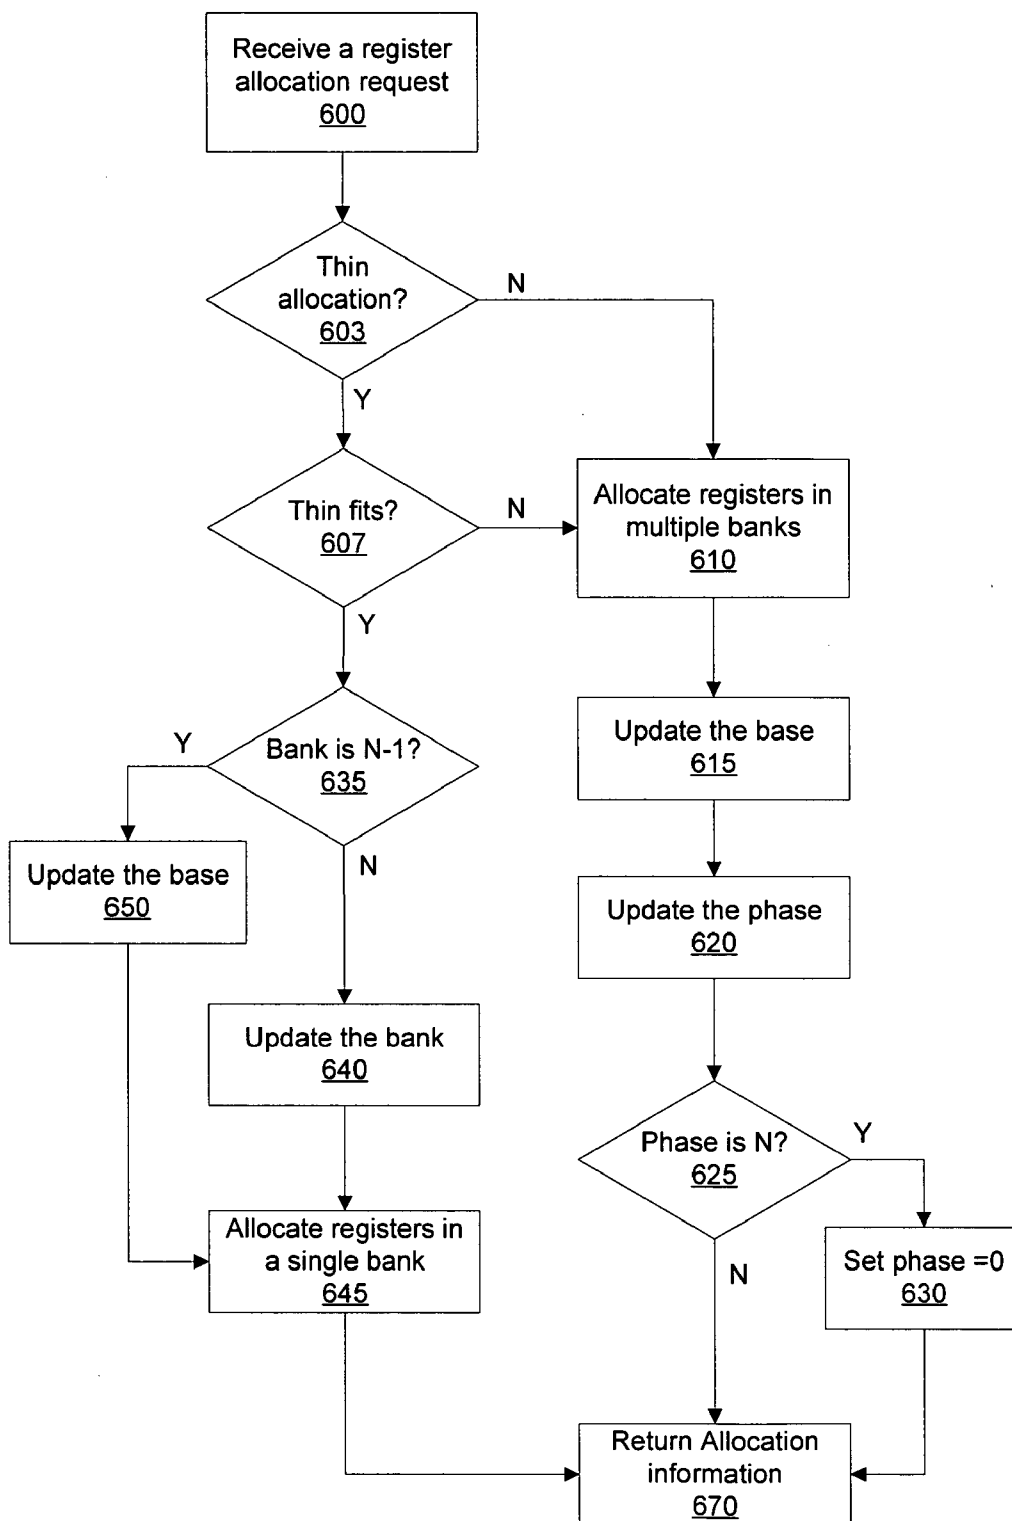 Receive a register
allocation request
600
Thin
allocation?
603
N
Y
Thin fits?
607
N
Allocate registers in
multiple banks
610
Y
Bank is N-1?
635
Y
N
Update the base
615
Update the base
650
Update the phase
620
Update the bank
640
Phase is N?
625
Y
N
Allocate registers in
a single bank
645
Set phase =0
630
Return Allocation
information
670